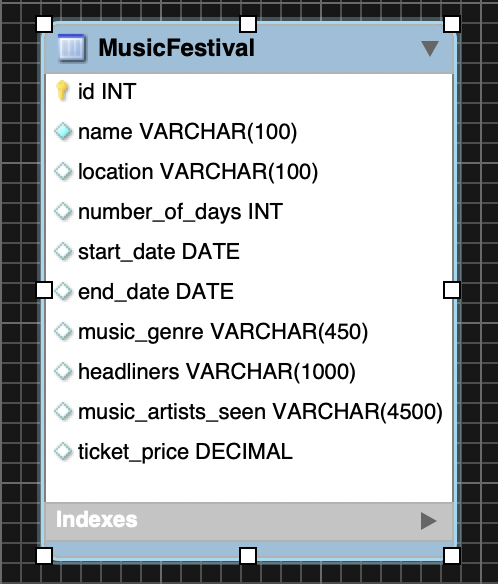 MusicFestival
id INT
name VARCHAR(100)
location VARCHAR(100)
number_of_days INT
start_date DATE
end_date DATE
music_genre VARCHAR(450)
headliners VARCHAR(1000)
music_artists_seen VARCHAR(4500)
ticket_price DECIMAL
Indexes